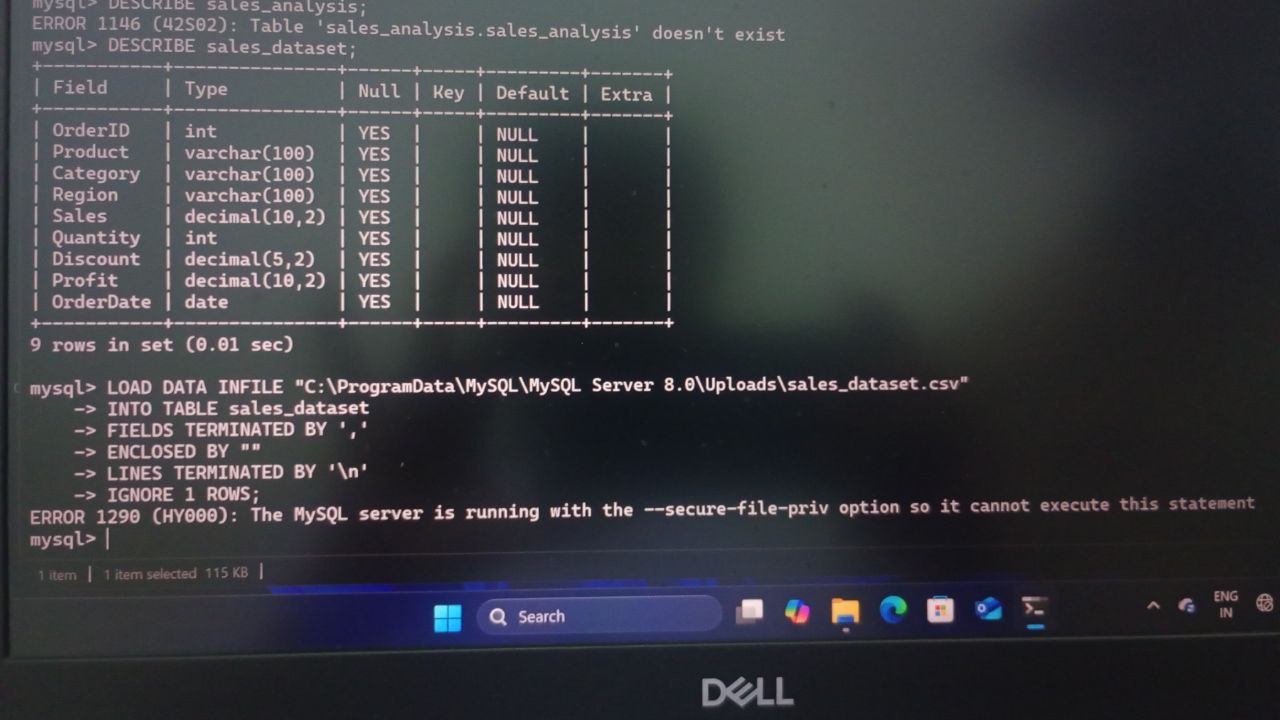 mysql> DESCRIBE sales_analysis;
ERROR 1146 (42S02): Table 'sales_analysis.sales_analysis' doesn't exist
mysql> DESCRIBE sales_dataset;
+-----------+---------------+------+-----+---------+-------+
| Field     | Type          | Null | Key | Default | Extra |
+-----------+---------------+------+-----+---------+-------+
| OrderID   | int           | YES  |     | NULL    |       |
| Product   | varchar(100)  | YES  |     | NULL    |       |
| Category  | varchar(100)  | YES  |     | NULL    |       |
| Region    | varchar(100)  | YES  |     | NULL    |       |
| Sales     | decimal(10,2) | YES  |     | NULL    |       |
| Quantity  | int           | YES  |     | NULL    |       |
| Discount  | decimal(5,2)  | YES  |     | NULL    |       |
| Profit    | decimal(10,2) | YES  |     | NULL    |       |
| OrderDate | date          | YES  |     | NULL    |       |
+-----------+---------------+------+-----+---------+-------+
9 rows in set (0.01 sec)
mysql> LOAD DATA INFILE "C:\ProgramData\MySQL\MySQL Server 8.0\Uploads\sales_dataset.csv"
    -> INTO TABLE sales_dataset
    -> FIELDS TERMINATED BY ','
    -> ENCLOSED BY ""
    -> LINES TERMINATED BY '\n'
    -> IGNORE 1 ROWS;
ERROR 1290 (HY000): The MySQL server is running with the --secure-file-priv option so it cannot execute this statement
mysql>
1 item | 1 item selected 115 KB |
Search
ENG
IN
DELL